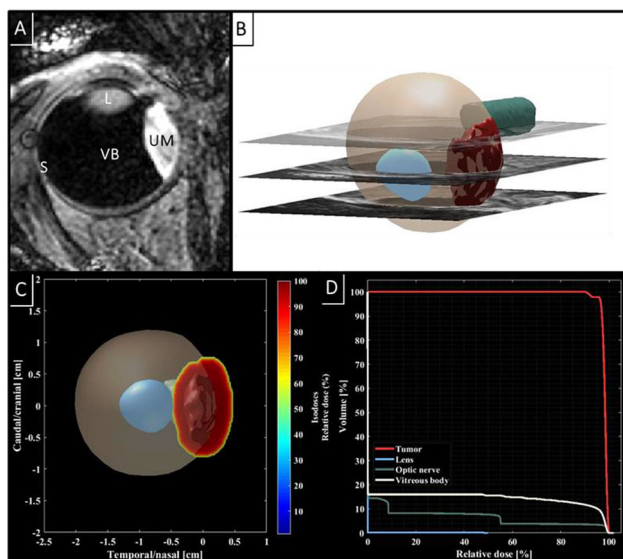 A
L
VB
UM
S
B
C
Caudal/cranial [cm]
2
1.5
1
0.5
0
-0.5
-1
-1.5
-2
-2.5
-2
-1.5
-1
-0.5
0
0.5
1
Temporal/nasal [cm]
100
90
80
70
60
50
40
30
20
10
Isodoses
Relative dose (%)
D
Volume [%]
100
90
80
70
60
50
40
30
20
10
0
Tumor
Lens
Optic nerve
Vitreous body
0
20
40
60
80
100
Relative dose [%]